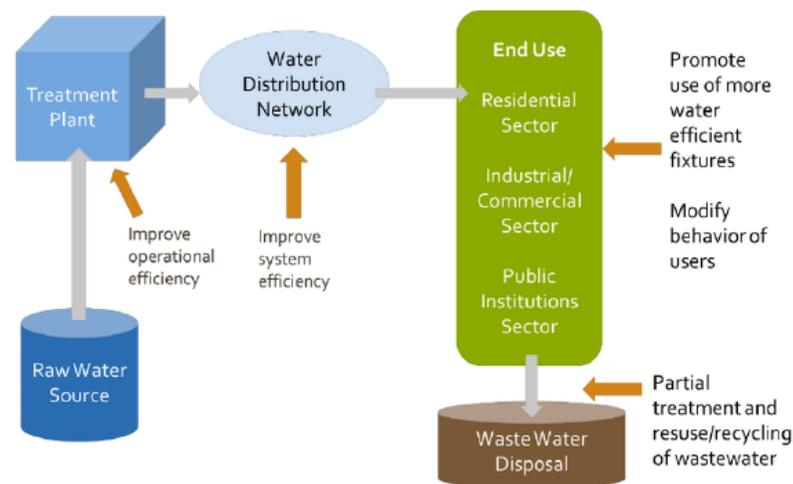 Treatment
Plant
Water
Distribution
Network
End Use
Residential
Sector
Industrial/
Commercial
Sector
Public
Institutions
Sector
Promote
use of more
water
efficient
fixtures
Modify
behavior of
users
Improve
operational
efficiency
Improve
system
efficiency
Raw Water
Source
Waste Water
Disposal
Partial
treatment and
resuse/recycling
of wastewater